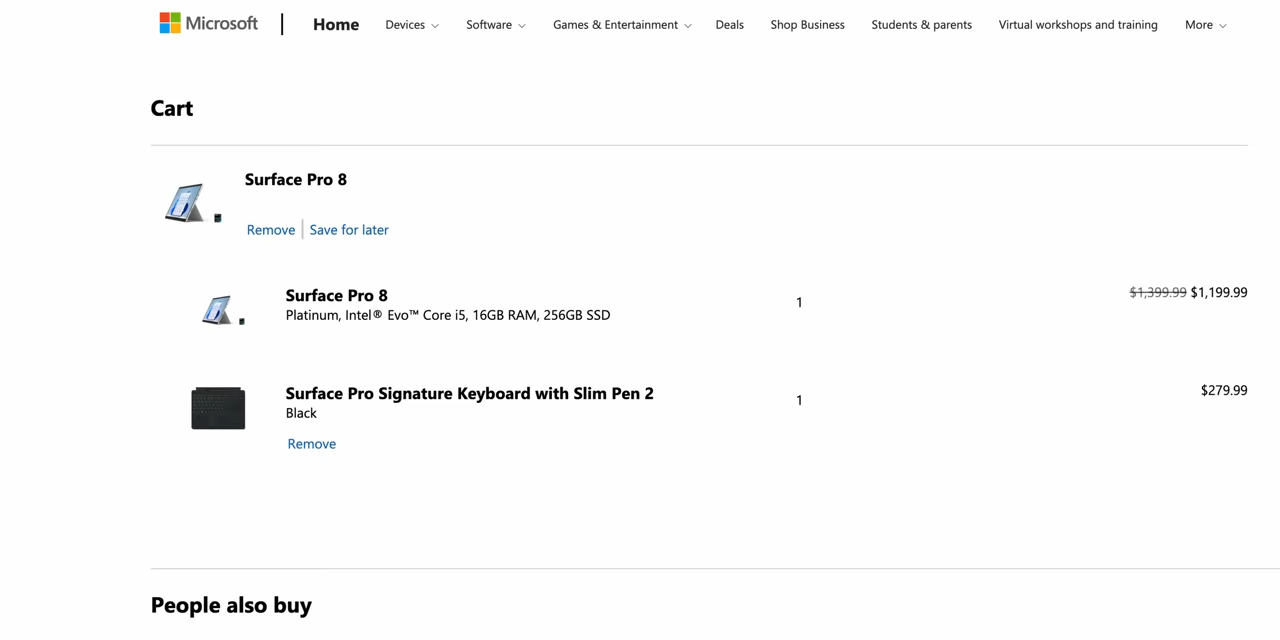 Microsoft Home Devices Software Games & Entertainment Deals Shop Business Students & parents Virtual workshops and training More
Cart
Surface Pro 8
Remove Save for later
Surface Pro 8
Platinum, Intel® Evo™ Core i5, 16GB RAM, 256GB SSD
1
$1,399.99 $1,199.99
Surface Pro Signature Keyboard with Slim Pen 2
Black
1
$279.99
Remove
People also buy